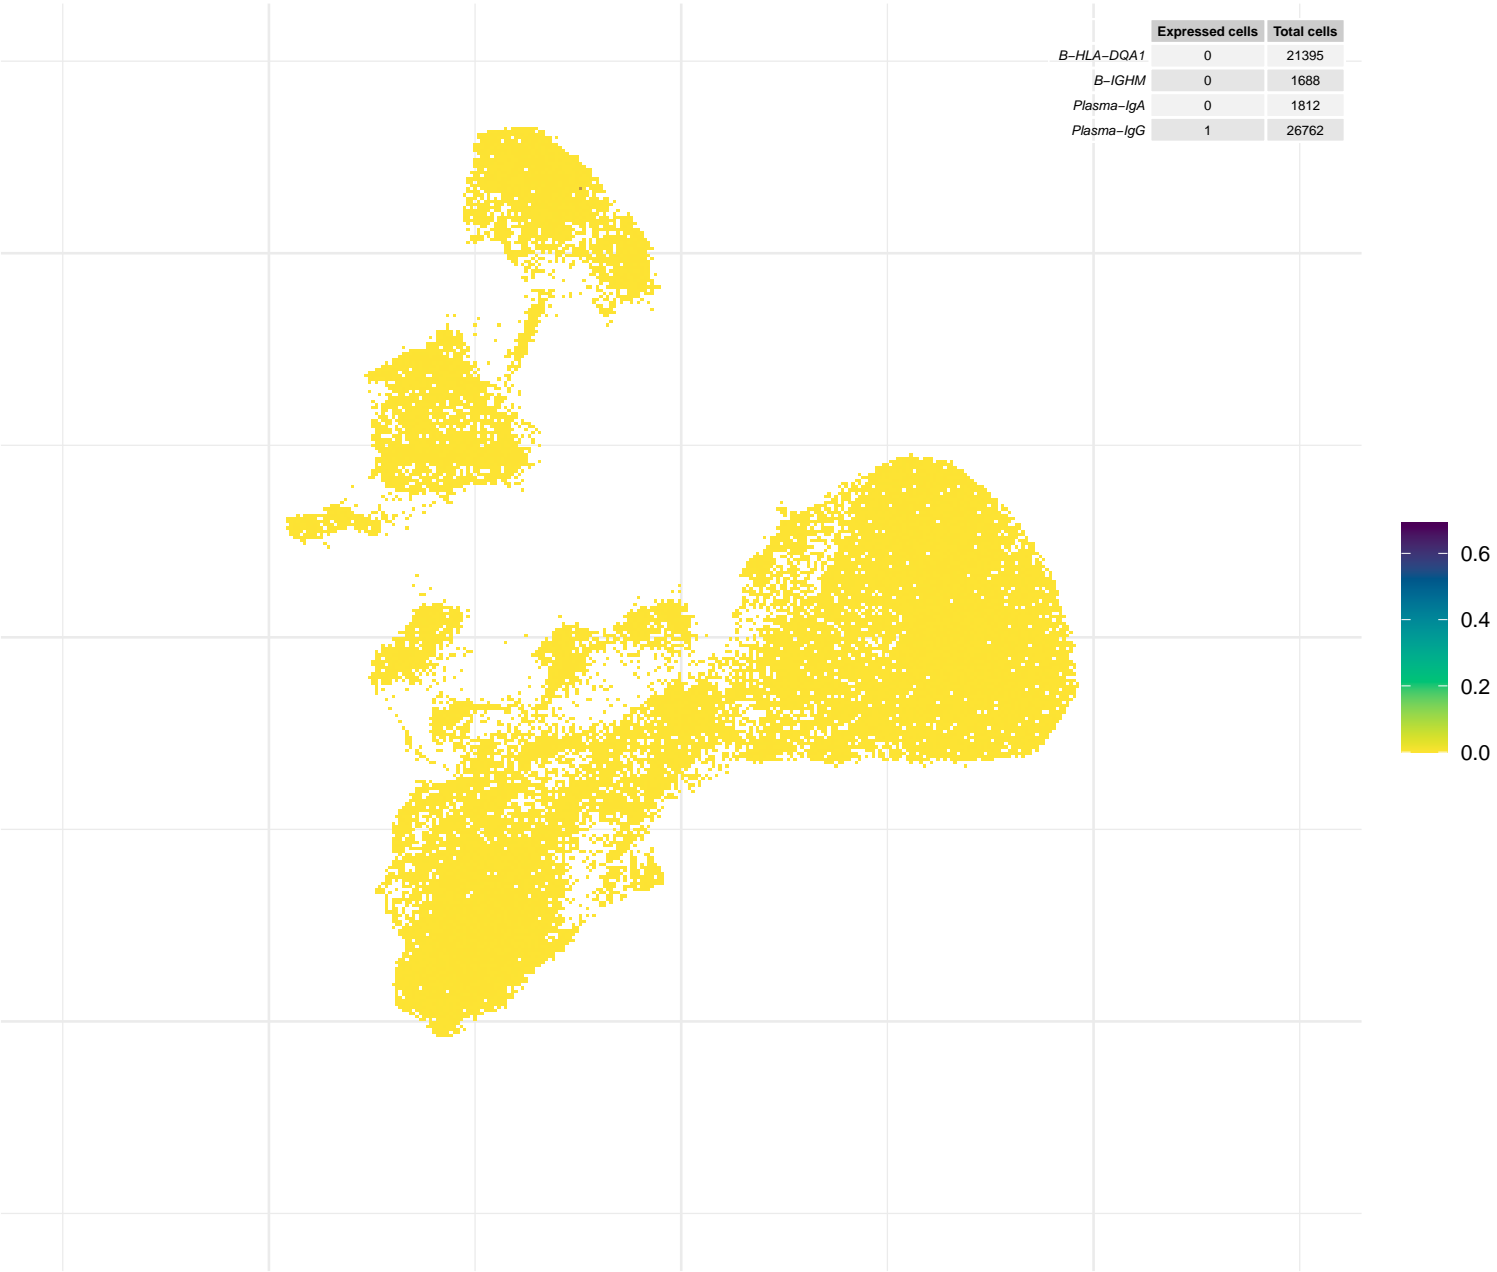 Expressed cells Total cells
B−HLA−DQA1 0 21395
B−IGHM 0 1688
Plasma−IgA 0 1812
Plasma−IgG 1 26762
0.6
0.4
0.2
0.0